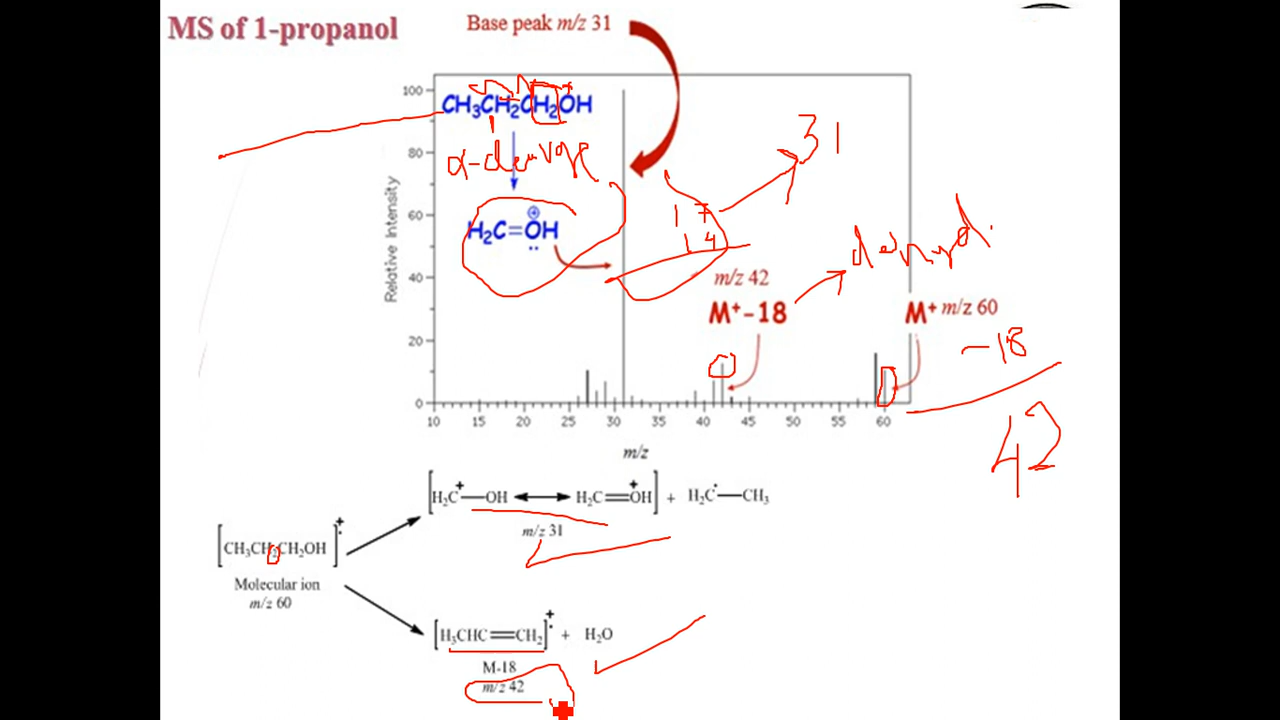 MS of 1-propanol
Base peak m/z 31
CH3CH2CH2OH
α-cleavage
H2C=OH
⊕
31
17
14
m/z 42
M+-18
M+ m/z 60
-18
42
Relative Intensity
100
80
60
40
20
0
10 15 20 25 30 35 40 45 50 55 60
m/z
[H2C+—OH ↔ H2C=OH+] + H2C·—CH3
m/z 31
[CH3CH2CH2OH]+·
Molecular ion
m/z 60
[H3CHC=CH2]+· + H2O
M-18
m/z 42